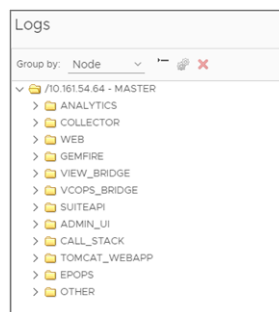 Logs
Group by: Node
/10.161.54.64 - MASTER
ANALYTICS
COLLECTOR
WEB
GEMFIRE
VIEW_BRIDGE
VCOPS_BRIDGE
SUITEAPI
ADMIN_UI
CALL_STACK
TOMCAT_WEBAPP
EPOPS
OTHER